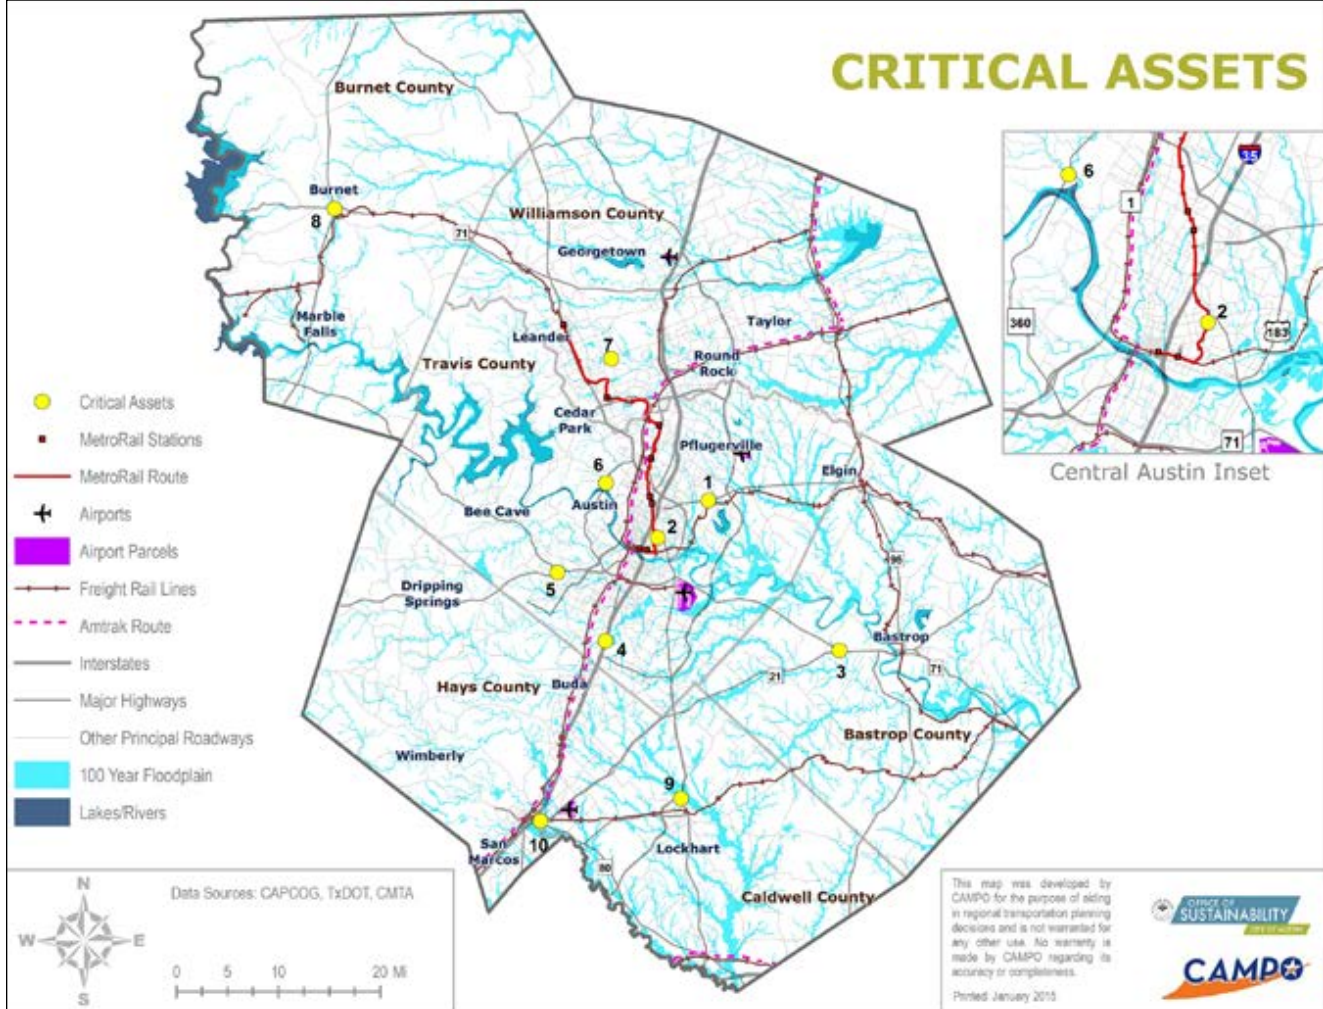 CRITICAL ASSETS
Burnet County
Burnet
8
Williamson County
71
Georgetown
Marble
Falls
Leander
7
Taylor
Round
Rock
Travis County
Cedar
Park
Pflugerville
6
Austin
1
Elgin
Bee Cave
2
Dripping
Springs
5
95
Bastrop
4
3
71
21
Hays County
Buda
Bastrop County
Wimberly
9
10
San
Marcos
Lockhart
80
Caldwell County
35
6
1
360
2
183
71
Central Austin Inset
Critical Assets
MetroRail Stations
MetroRail Route
Airports
Airport Parcels
Freight Rail Lines
Amtrak Route
Interstates
Major Highways
Other Principal Roadways
100 Year Floodplain
Lakes/Rivers
N
W E
S
Data Sources: CAPCOG, TxDOT, CMTA
0 5 10 20 Mi
This map was developed by
CAMPO for the purpose of aiding
in regional transportation planning
decisions and is not warranted for
any other use. No warranty is
made by CAMPO regarding its
accuracy or completeness.
Printed January 2015
OFFICE OF
SUSTAINABILITY
CITY OF AUSTIN
CAMPO